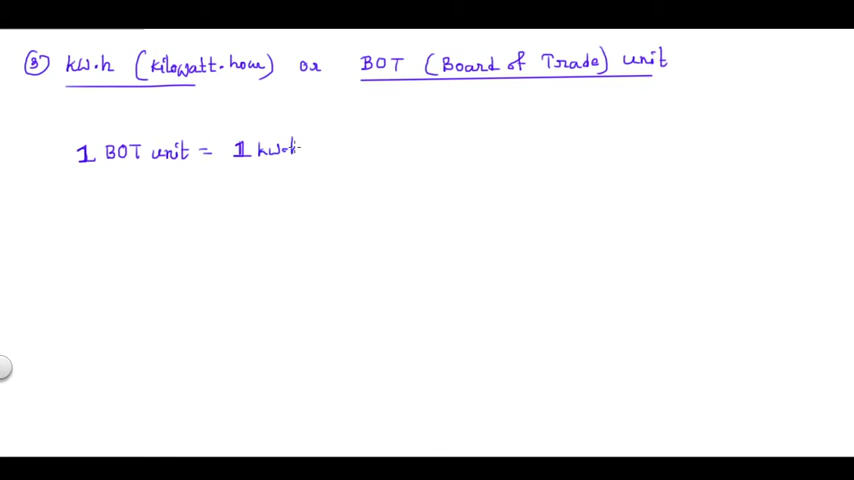 ③ kW.h (kilowatt.hour) or BOT (Board of Trade) unit
1 BOT unit = 1 kW.h